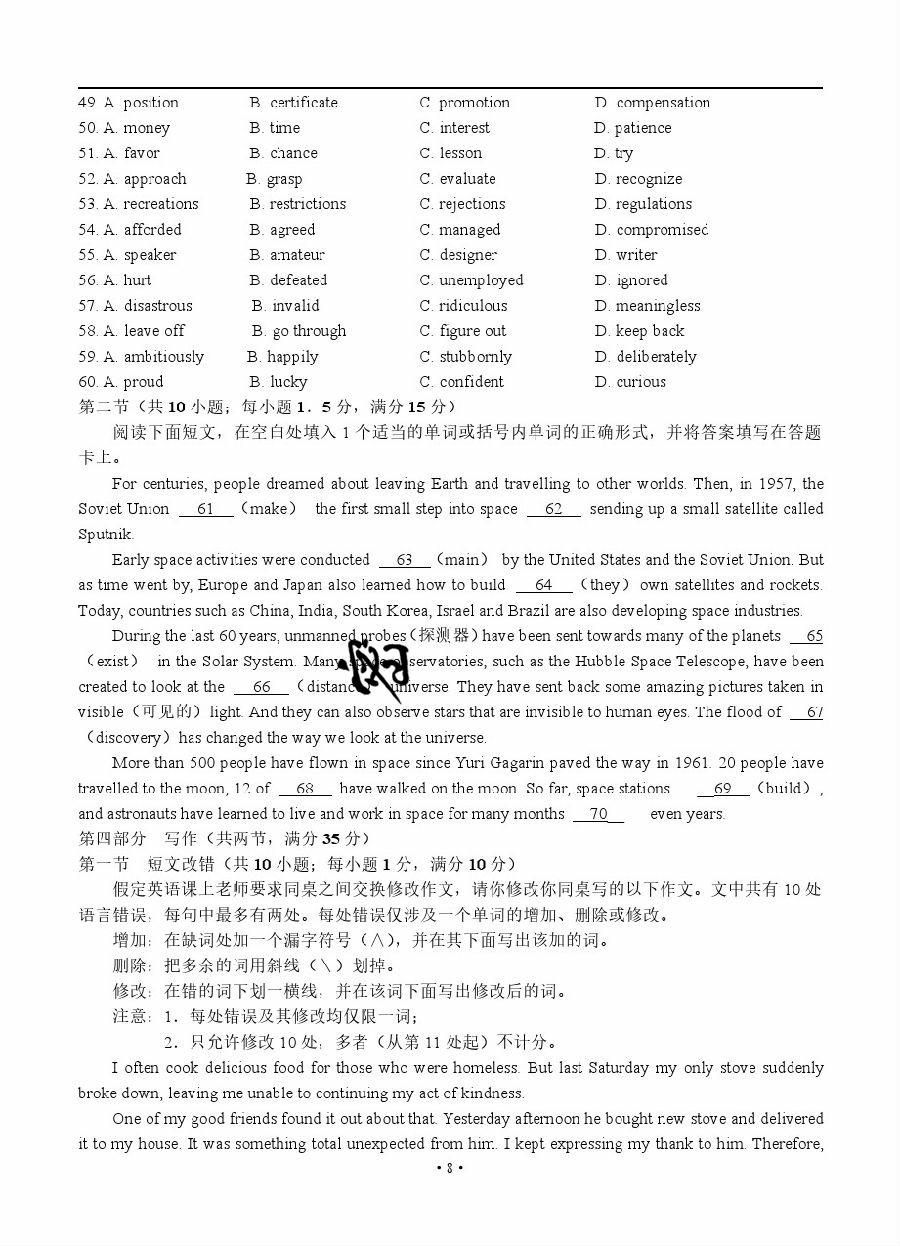 49. A. position B. certificate C. promotion D. compensation
50. A. money B. time C. interest D. patience
51. A. favor B. chance C. lesson D. try
52. A. approach B. grasp C. evaluate D. recognize
53. A. recreations B. restrictions C. rejections D. regulations
54. A. afforded B. agreed C. managed D. compromised
55. A. speaker B. amateur C. designer D. writer
56. A. hurt B. defeated C. unemployed D. ignored
57. A. disastrous B. invalid C. ridiculous D. meaningless
58. A. leave off B. go through C. figure out D. keep back
59. A. ambitiously B. happily C. stubbornly D. deliberately
60. A. proud B. lucky C. confident D. curious
第二节（共 10 小题；每小题 1．5 分，满分 15 分）
阅读下面短文，在空白处填入 1 个适当的单词或括号内单词的正确形式，并将答案填写在答题
卡上。
For centuries, people dreamed about leaving Earth and travelling to other worlds. Then, in 1957, the
Soviet Union 61 （make） the first small step into space 62 sending up a small satellite called
Sputnik.
Early space activities were conducted 63 （main） by the United States and the Soviet Union. But
as time went by, Europe and Japan also learned how to build 64 （they）own satellites and rockets.
Today, countries such as China, India, South Korea, Israel and Brazil are also developing space industries.
During the last 60 years, unmanned probes（探测器）have been sent towards many of the planets 65
（exist） in the Solar System. Many servatories, such as the Hubble Space Telescope, have been
created to look at the 66 （distanc universe. They have sent back some amazing pictures taken in
visible（可见的）light. And they can also observe stars that are invisible to human eyes. The flood of 67
（discovery）has changed the way we look at the universe.
More than 500 people have flown in space since Yuri Gagarin paved the way in 1961. 20 people have
travelled to the moon, 12 of 68 have walked on the moon. So far, space stations 69 （build）,
and astronauts have learned to live and work in space for many months 70 even years.
第四部分 写作（共两节，满分 35 分）
第一节 短文改错（共 10 小题；每小题 1 分，满分 10 分）
假定英语课上老师要求同桌之间交换修改作文，请你修改你同桌写的以下作文。文中共有 10 处
语言错误，每句中最多有两处。每处错误仅涉及一个单词的增加、删除或修改。
增加：在缺词处加一个漏字符号（∧），并在其下面写出该加的词。
删除：把多余的词用斜线（\）划掉。
修改：在错的词下划一横线，并在该词下面写出修改后的词。
注意：1．每处错误及其修改均仅限一词；
2．只允许修改 10 处，多者（从第 11 处起）不计分。
I often cook delicious food for those who were homeless. But last Saturday my only stove suddenly
broke down, leaving me unable to continuing my act of kindness.
One of my good friends found it out about that. Yesterday afternoon he bought new stove and delivered
it to my house. It was something total unexpected from him. I kept expressing my thank to him. Therefore,
·8·